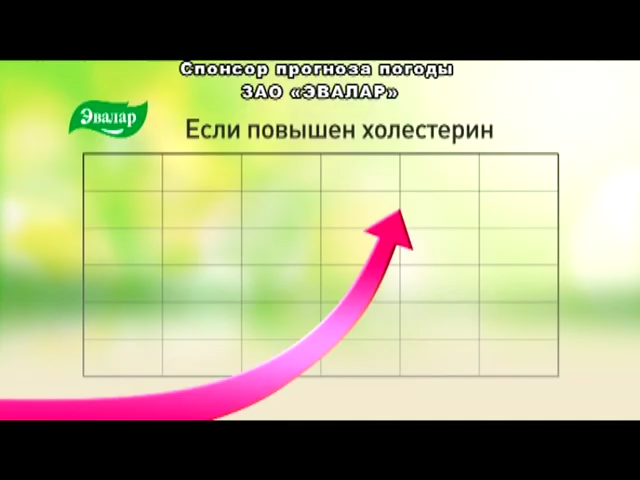 Спонсор прогноза погоды
ЗАО «ЭВАЛАР»
Эвалар
Если повышен холестерин